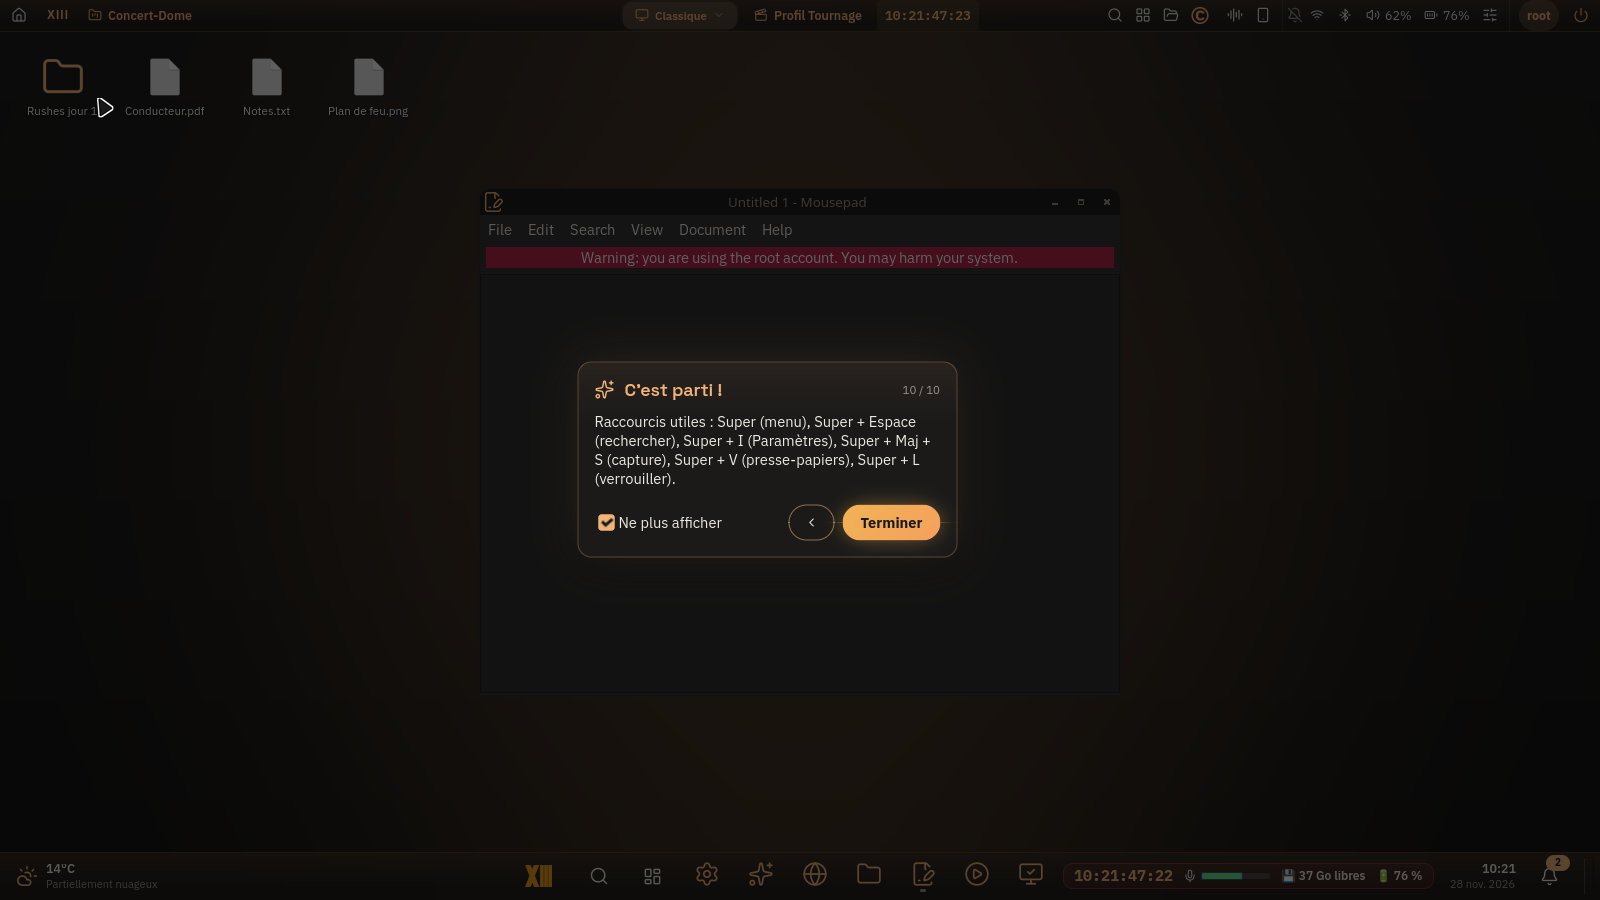 XIII
Concert-Dome
Classique
Profil Tournage
10:21:47:23
62%
76%
root
Rushes jour 1
Conducteur.pdf
Notes.txt
Plan de feu.png
Untitled 1 - Mousepad
File Edit Search View Document Help
Warning: you are using the root account. You may harm your system.
C'est parti !
10 / 10
Raccourcis utiles : Super (menu), Super + Espace
(rechercher), Super + I (Paramètres), Super + Maj +
S (capture), Super + V (presse-papiers), Super + L
(verrouiller).
Ne plus afficher
Terminer
14°C
Partiellement nuageux
XIII
10:21:47:22
37 Go libres
76 %
10:21
28 nov. 2026
2